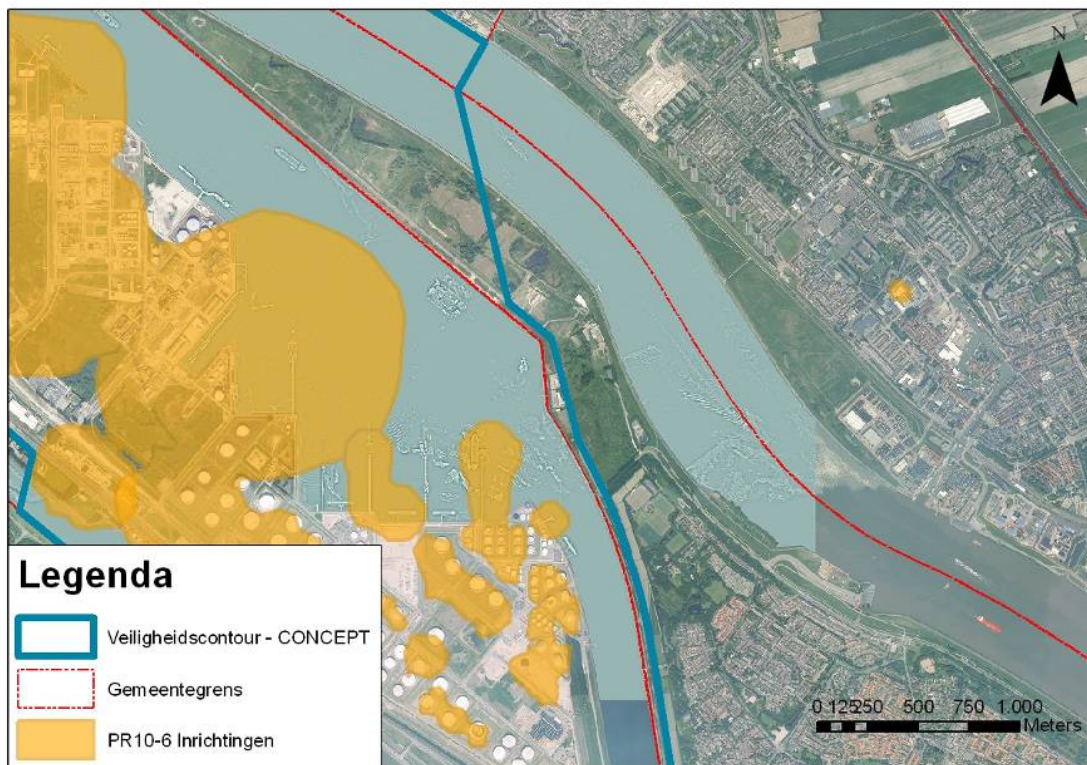 N
Legenda
Veiligheidscontour - CONCEPT
Gemeentegrens
PR10-6 Inrichtingen
0 125 250 500 750 1.000
Meters